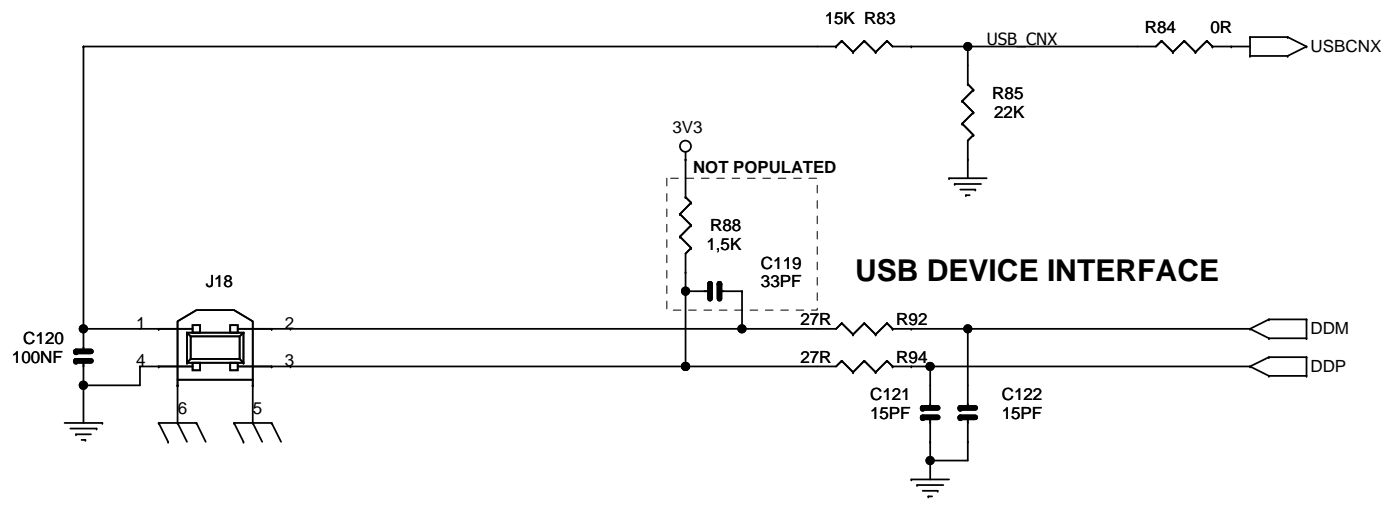 15K R83
USB_CNX
R84 0R
USBCNX
R85
22K
3V3
NOT POPULATED
R88
1,5K
C119
33PF
USB DEVICE INTERFACE
J18
1
2
27R R92
DDM
C120
100NF
4
3
27R R94
DDP
C121
15PF
C122
15PF
6
5